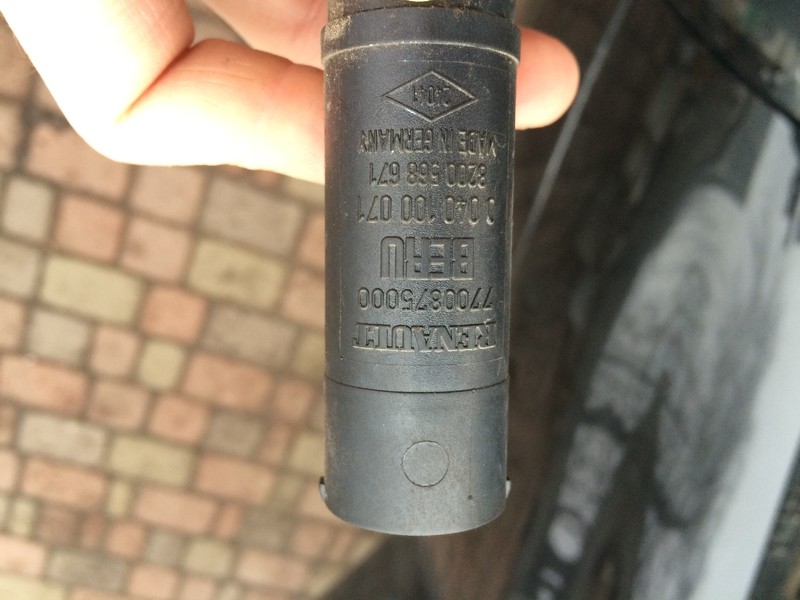 RENAULT
7700875000
BERU
0 040 100 071
8200 568 671
MADE IN GERMANY